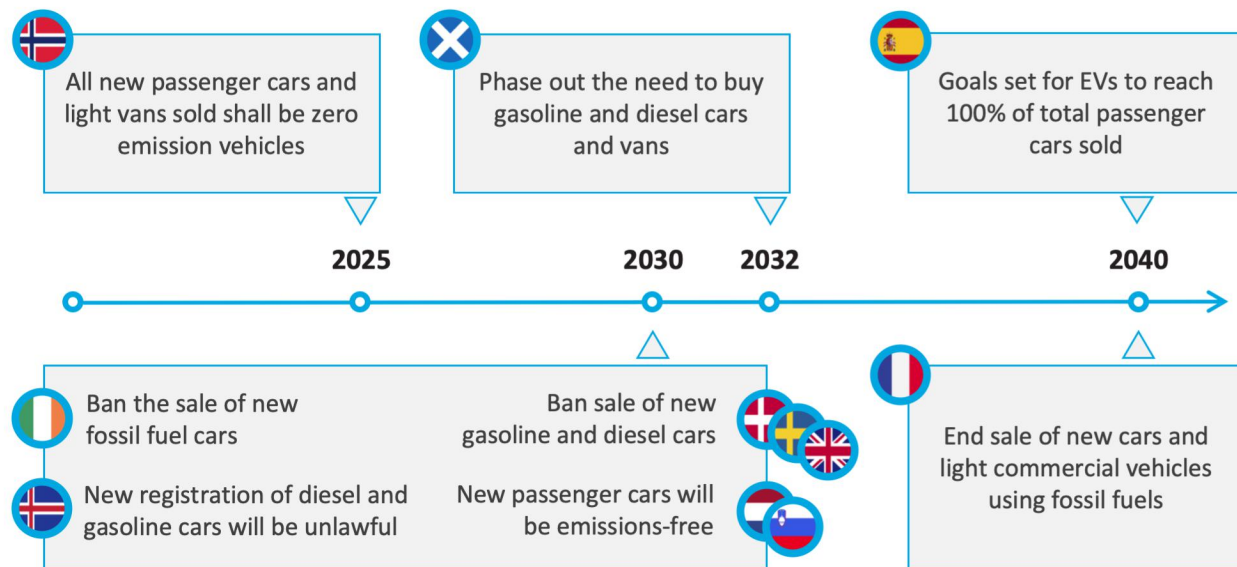 All new passenger cars and
light vans sold shall be zero
emission vehicles
Phase out the need to buy
gasoline and diesel cars
and vans
Goals set for EVs to reach
100% of total passenger
cars sold
2025
2030
2032
2040
Ban the sale of new
fossil fuel cars
New registration of diesel and
gasoline cars will be unlawful
Ban sale of new
gasoline and diesel cars
New passenger cars will
be emissions-free
End sale of new cars and
light commercial vehicles
using fossil fuels